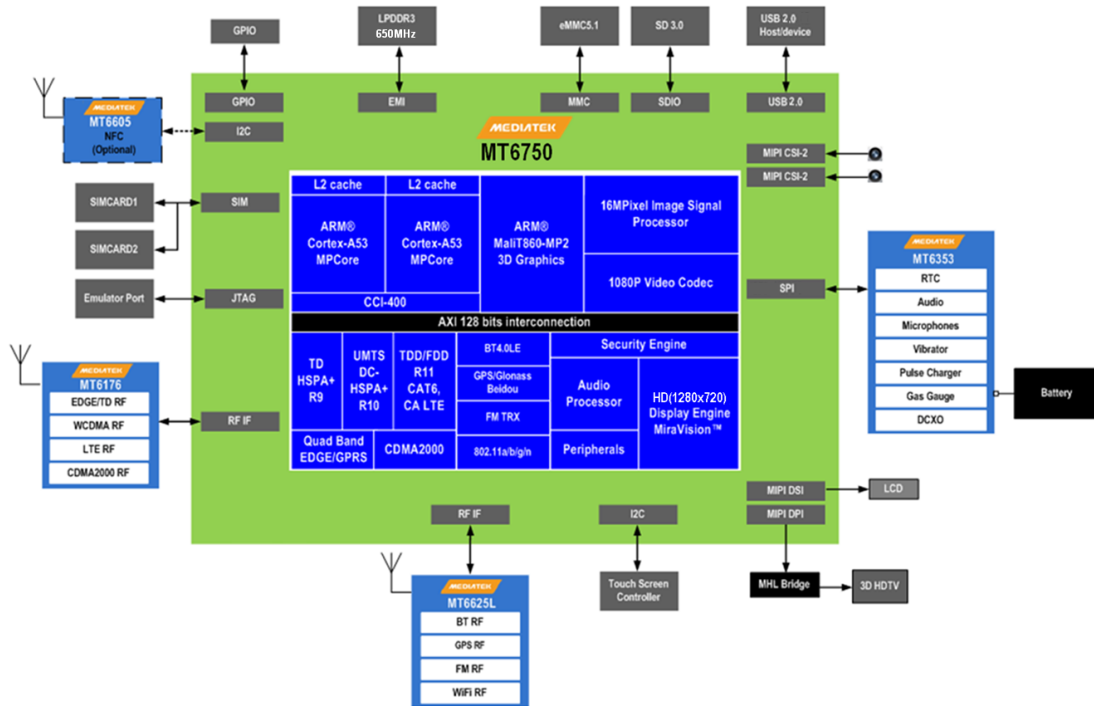 GPIO
LPDDR3
650MHz
eMMC5.1
SD 3.0
USB 2.0
Host/device
GPIO
EMI
MMC
SDIO
USB 2.0
MEDIATEK
MT6605
NFC
(Optional)
I2C
MEDIATEK
MT6750
MIPI CSI-2
MIPI CSI-2
SIMCARD1
SIMCARD2
SIM
Emulator Port
JTAG
L2 cache
L2 cache
ARM®
Cortex-A53
MPCore
ARM®
Cortex-A53
MPCore
CCI-400
ARM®
MaliT860-MP2
3D Graphics
16MPixel Image Signal
Processor
1080P Video Codec
AXI 128 bits interconnection
TD
HSPA+
R9
UMTS
DC-
HSPA+
R10
TDD/FDD
R11
CAT6,
CA LTE
Quad Band
EDGE/GPRS
CDMA2000
BT4.0LE
GPS/Glonass
Beidou
FM TRX
802.11a/b/g/n
Security Engine
Audio
Processor
Peripherals
HD(1280x720)
Display Engine
MiraVision™
SPI
MEDIATEK
MT6353
RTC
Audio
Microphones
Vibrator
Pulse Charger
Gas Gauge
DCXO
Battery
MEDIATEK
MT6176
EDGE/TD RF
WCDMA RF
LTE RF
CDMA2000 RF
RF IF
RF IF
I2C
MIPI DSI
MIPI DPI
LCD
MEDIATEK
MT6625L
BT RF
GPS RF
FM RF
WiFi RF
Touch Screen
Controller
MHL Bridge
3D HDTV